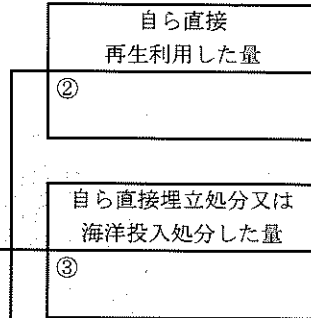 自ら直接
再生利用した量
②
自ら直接埋立処分又は
海洋投入処分した量
③